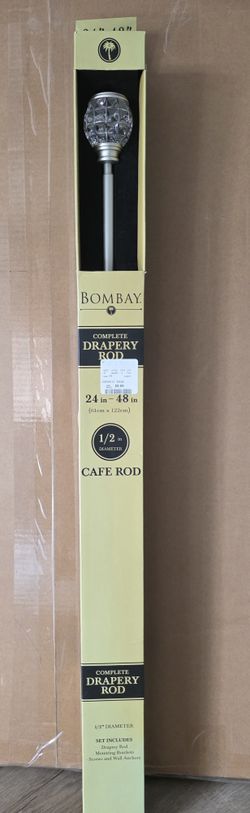 BOMBAY
COMPLETE
DRAPERY
ROD
24 in – 48 in
(61cm x 122cm)
1/2 in
DIAMETER
CAFE ROD
COMPLETE
DRAPERY
ROD
1/2" DIAMETER
SET INCLUDES
Drapery Rod
Mounting Brackets
Screws and Wall Anchors